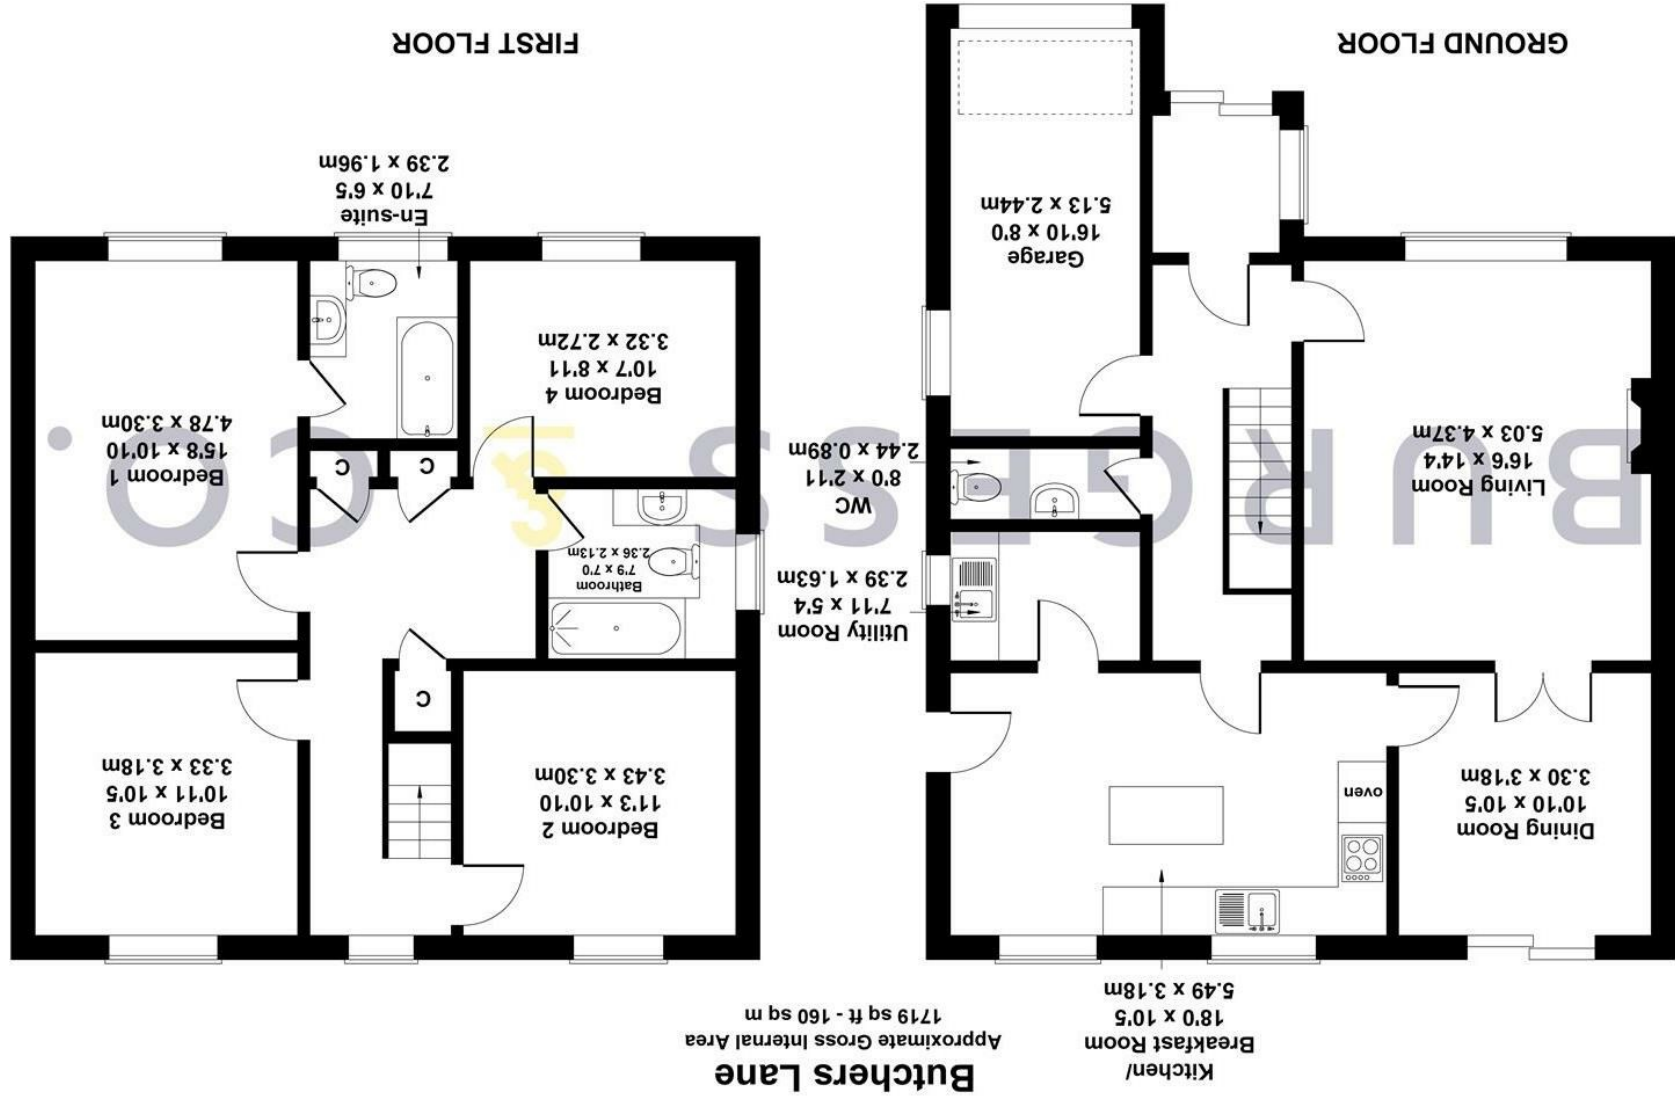 Butchers Lane
Approximate Gross Internal Area
1719 sq ft - 160 sq m
Kitchen/
Breakfast Room
18'0 x 10'5
5.49 x 3.18m
Dining Room
10'10 x 10'5
3.30 x 3'18m
oven
Utility Room
7'11 x 5'4
2.39 x 1.63m
WC
8'0 x 2'11
2.44 x 0.89m
Living Room
16'6 x 14'4
5.03 x 4.37m
Garage
16'10 x 8'0
5.13 x 2.44m
GROUND FLOOR
Bedroom 2
11'3 x 10'10
3.43 x 3.30m
Bedroom 3
10'11 x 10'5
3.33 x 3.18m
C
Bathroom
7'9 x 7'0
2.36 x 2.13m
C
C
Bedroom 4
10'7 x 8'11
3.32 x 2.72m
Bedroom 1
15'8 x 10'10
4.78 x 3.30m
En-suite
7'10 x 6'5
2.39 x 1.96m
FIRST FLOOR
BURGESS & CO.